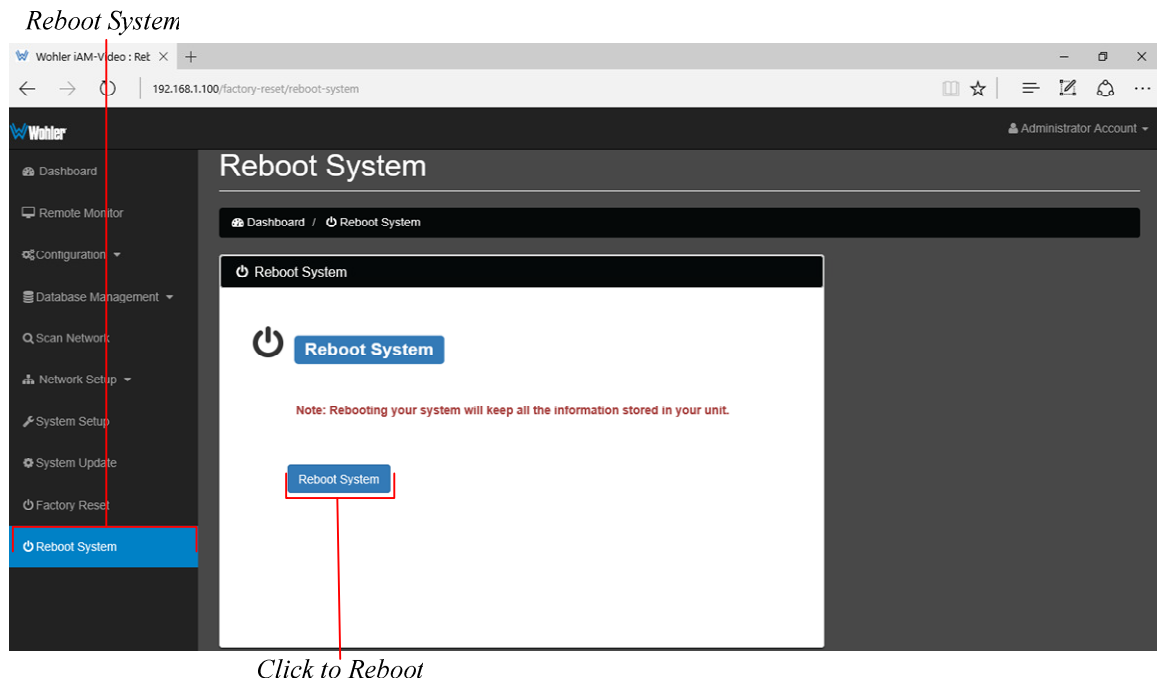 Reboot System
Wohler iAM-Video : Reb
192.168.1.100/factory-reset/reboot-system
Wohler
Administrator Account
Dashboard
Remote Monitor
Configuration
Database Management
Scan Network
Network Setup
System Setup
System Update
Factory Reset
Reboot System
Reboot System
Dashboard / Reboot System
Reboot System
Reboot System
Note: Rebooting your system will keep all the information stored in your unit.
Reboot System
Click to Reboot